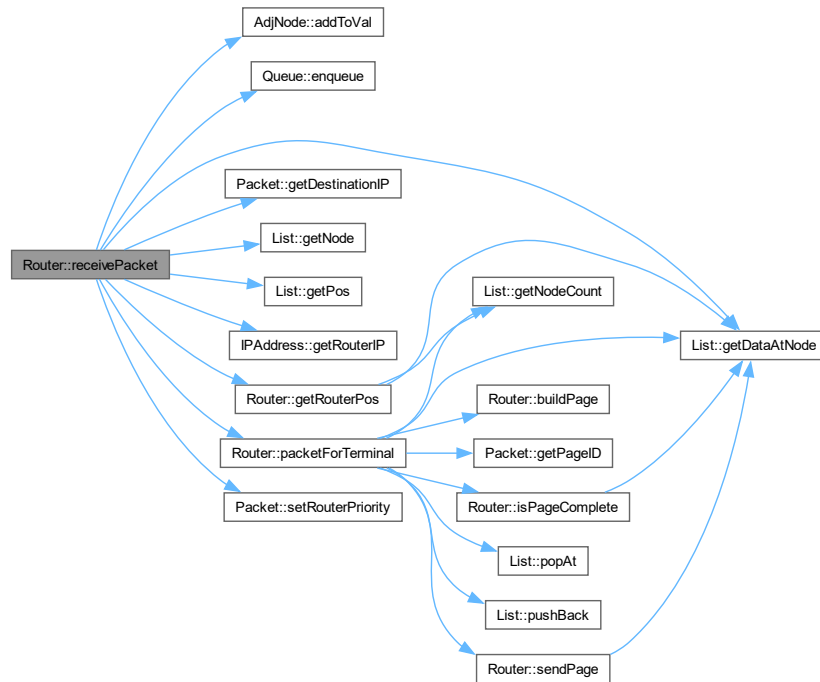 AdjNode::addToVal
Queue::enqueue
Packet::getDestinationIP
List::getNode
Router::receivePacket
List::getPos
List::getNodeCount
IPAddress::getRouterIP
List::getDataAtNode
Router::getRouterPos
Router::buildPage
Router::packetForTerminal
Packet::getPageID
Packet::setRouterPriority
Router::isPageComplete
List::popAt
List::pushBack
Router::sendPage